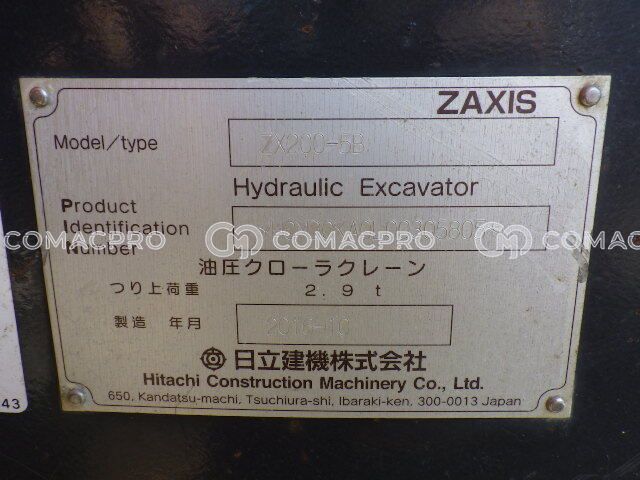 ZAXIS
Model/type ZX200-5B
Hydraulic Excavator
Product
Identification
Number
油圧クローラクレーン
つり上荷重 2.9t
製造 年月
日立建機株式会社
Hitachi Construction Machinery Co., Ltd.
650, Kandatsu-machi, Tsuchiura-shi, Ibaraki-ken, 300-0013 Japan
43
COMACPRO COMACPRO COMACPRO